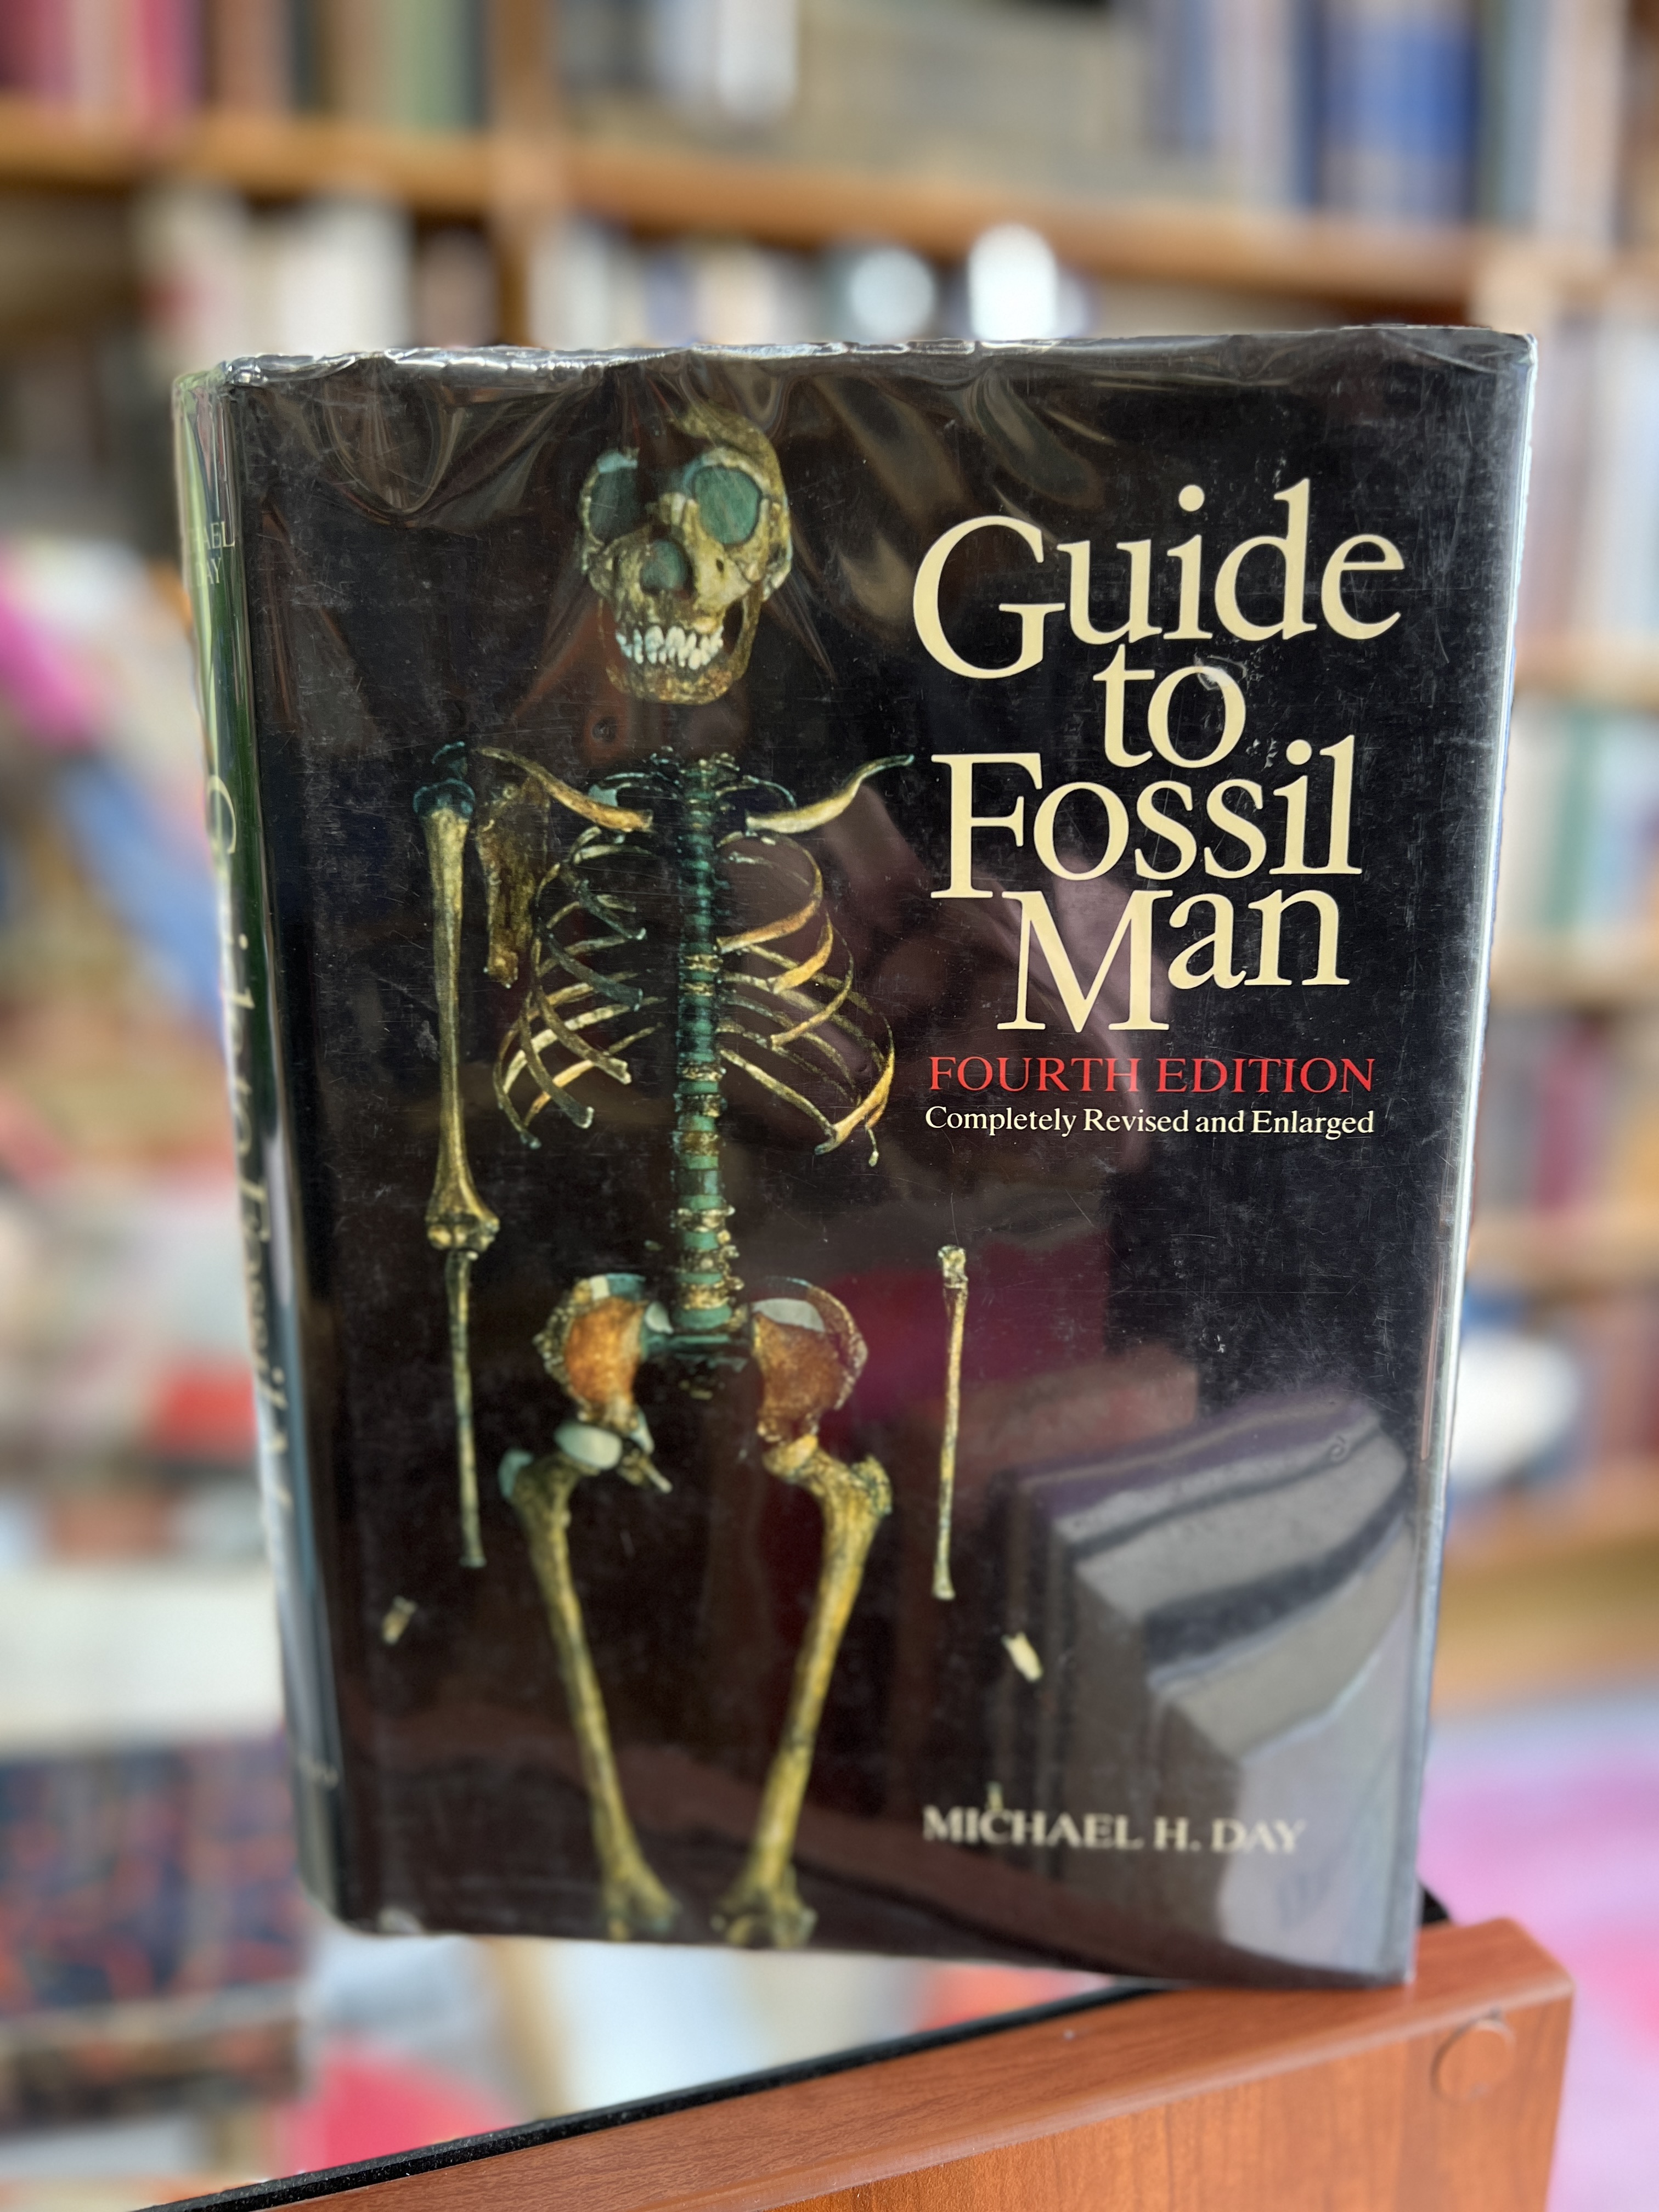 Guide
to
Fossil
Man
FOURTH EDITION
Completely Revised and Enlarged
MICHAEL H. DAY